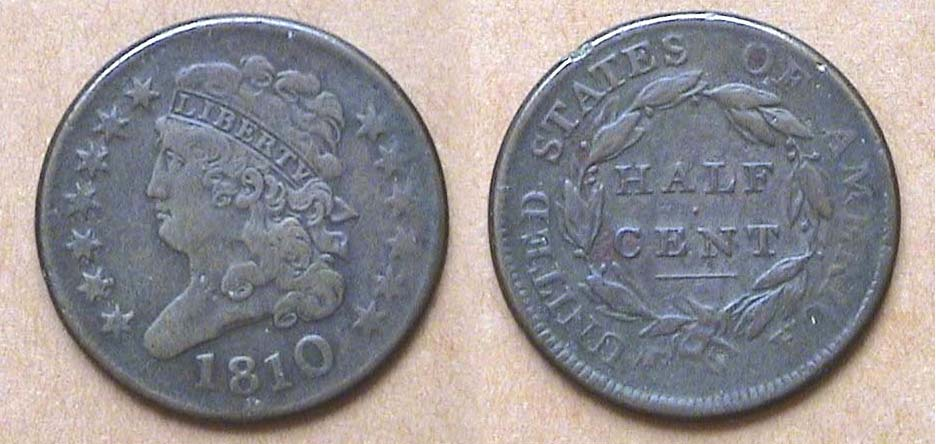 LIBERTY
1810
UNITED STATES OF AMERICA
HALF
CENT